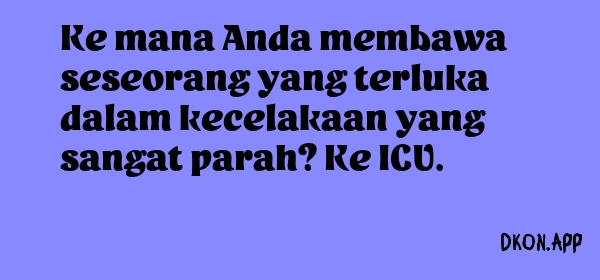 Ke mana Anda membawa
seseorang yang terluka
dalam kecelakaan yang
sangat parah? Ke ICU.
DKON.APP